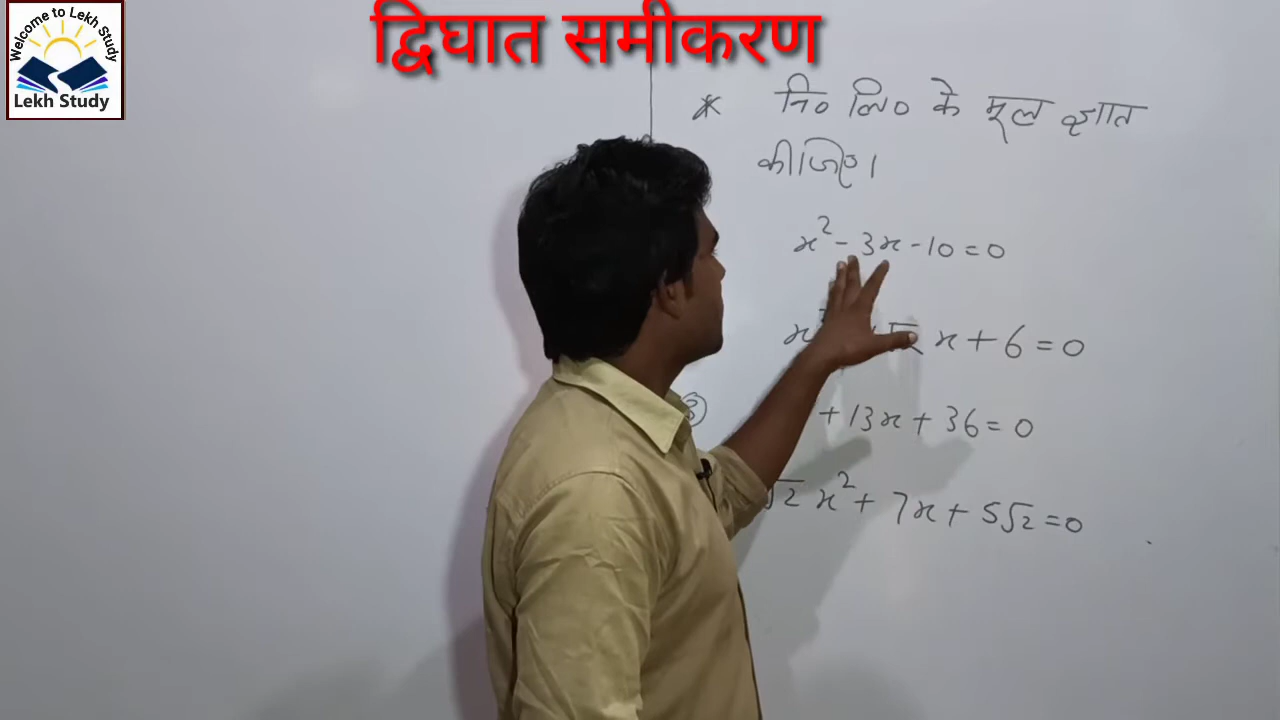 Welcome to Lekh Study
Lekh Study
द्विघात समीकरण
* नि० लि० के मूल ज्ञात
कीजिए।
x² - 3x - 10 = 0
x + 6 = 0
+ 13x + 36 = 0
√2 x² + 7x + 5√2 = 0